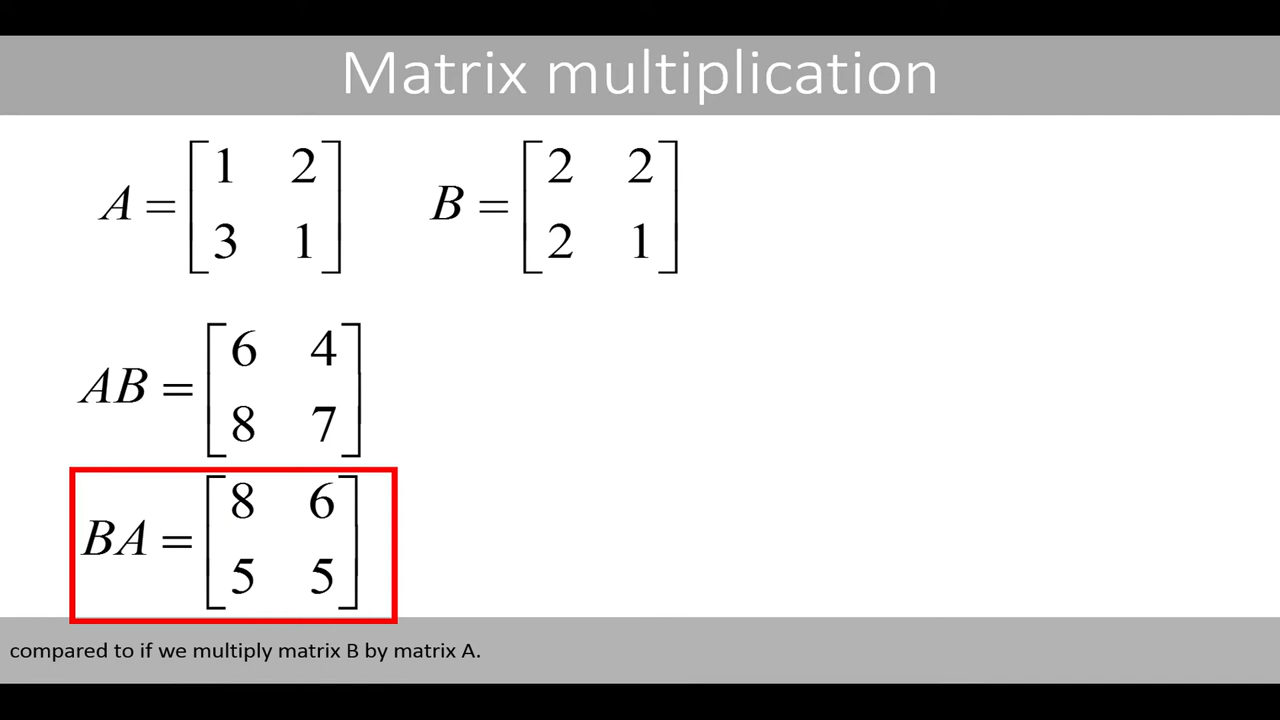 Matrix multiplication
A = [1 2; 3 1] B = [2 2; 2 1]
AB = [6 4; 8 7]
BA = [8 6; 5 5]
compared to if we multiply matrix B by matrix A.